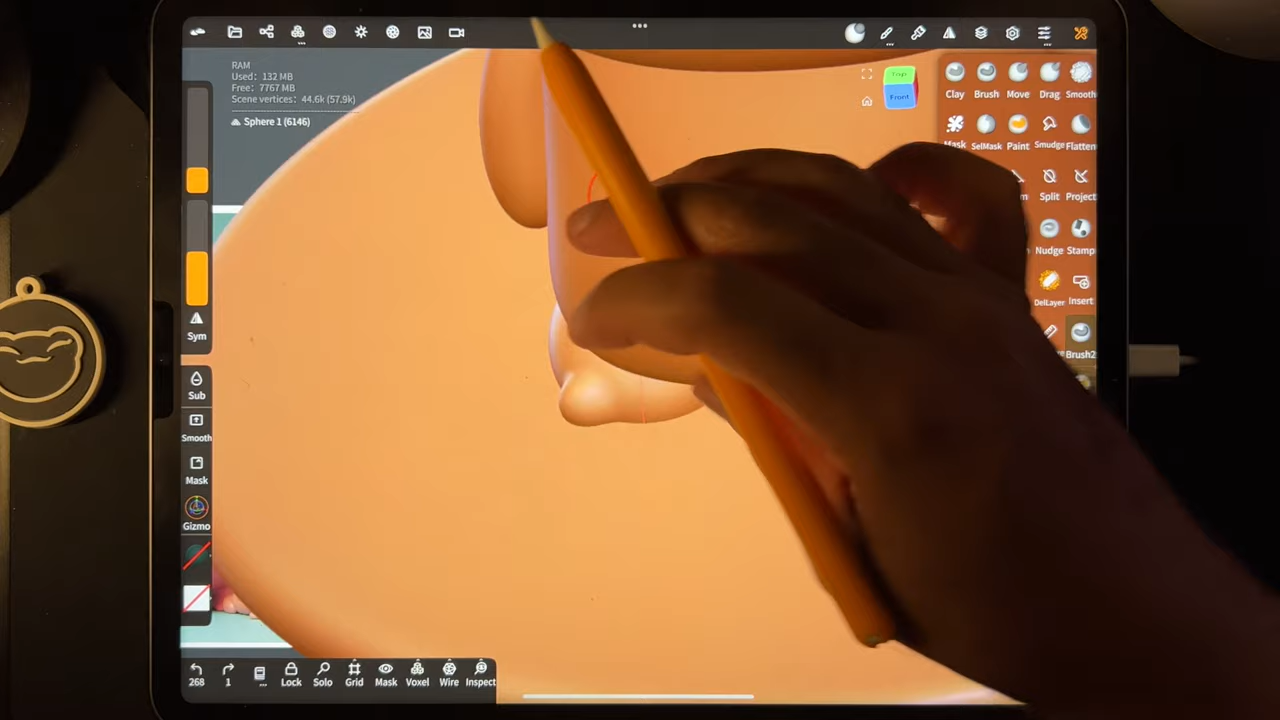 RAM
Used: 132 MB
Free: 7767 MB
Scene vertices: 44.6k (57.9k)
Sphere 1 (6146)
Top
Front
Clay Brush Move Drag Smooth
Mask SelMask Paint Smudge Flatten
Split Project
Nudge Stamp
DelLayer Insert
Brush2
Sym
Sub
Smooth
Mask
Gizmo
268 1 Lock Solo Grid Mask Voxel Wire Inspect